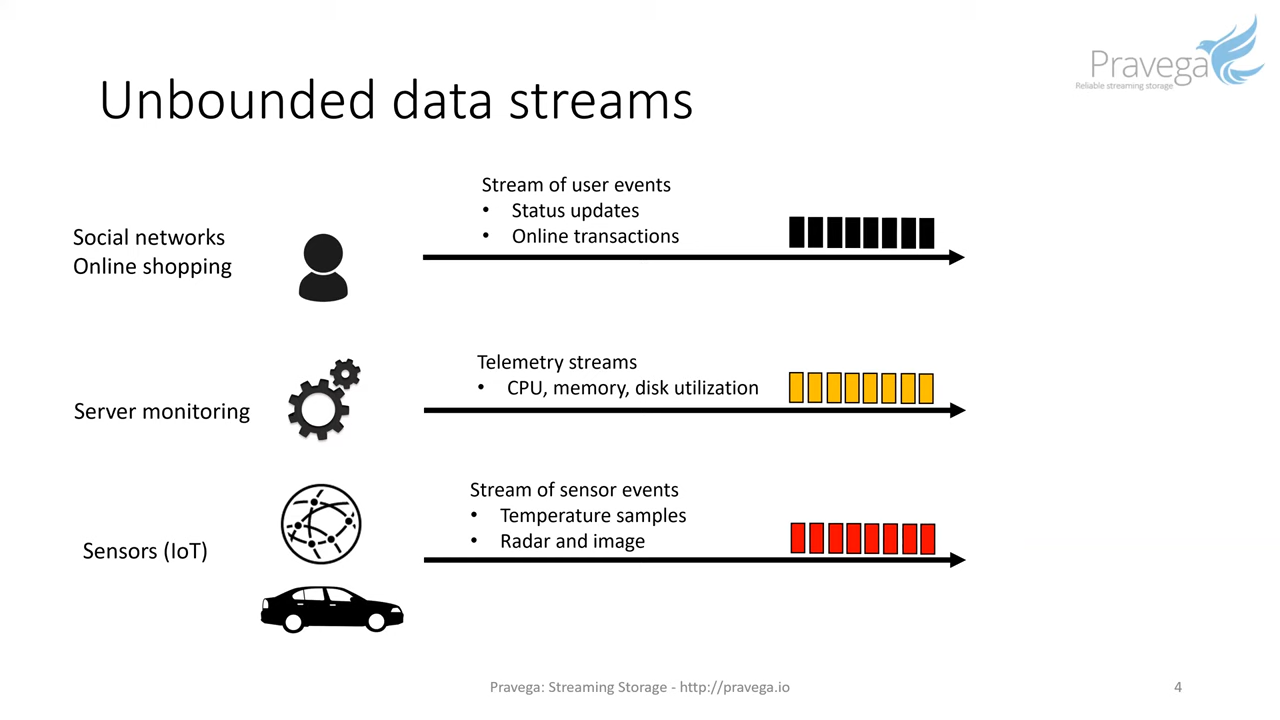 Pravega
Reliable streaming storage
Unbounded data streams
Social networks
Online shopping
Stream of user events
• Status updates
• Online transactions
Server monitoring
Telemetry streams
• CPU, memory, disk utilization
Sensors (IoT)
Stream of sensor events
• Temperature samples
• Radar and image
Pravega: Streaming Storage - http://pravega.io
4